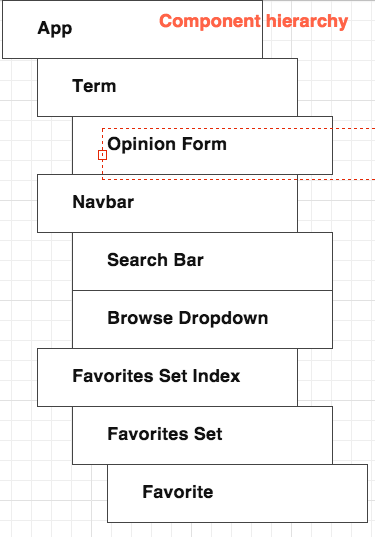 Component hierarchy
App
Term
Opinion Form
Navbar
Search Bar
Browse Dropdown
Favorites Set Index
Favorites Set
Favorite